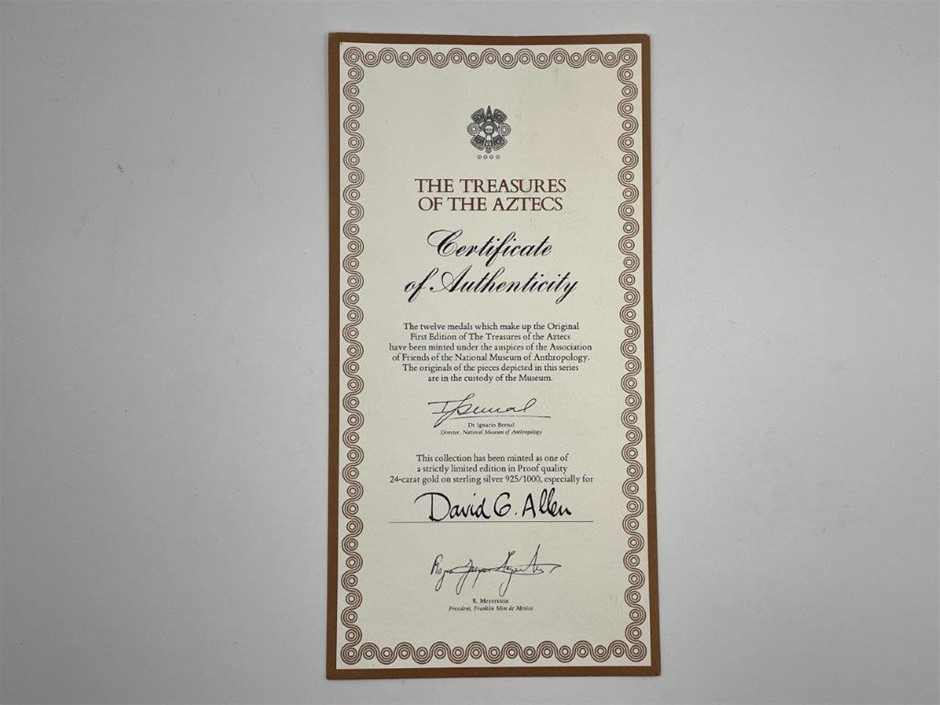 THE TREASURES
OF THE AZTECS
Certificate
of Authenticity
The twelve medals which make up the Original
First Edition of The Treasures of the Aztecs
have been minted under the auspices of the Association
of Friends of the National Museum of Anthropology.
The originals of the pieces depicted in this series
are in the custody of the Museum.
Dr Ignacio Bernal
Director, National Museum of Anthropology
This collection has been minted as one of
a strictly limited edition in Proof quality
24-carat gold on sterling silver 925/1000, especially for
David G. Allen
R. Meyerstein
President, Franklin Mint de Mexico